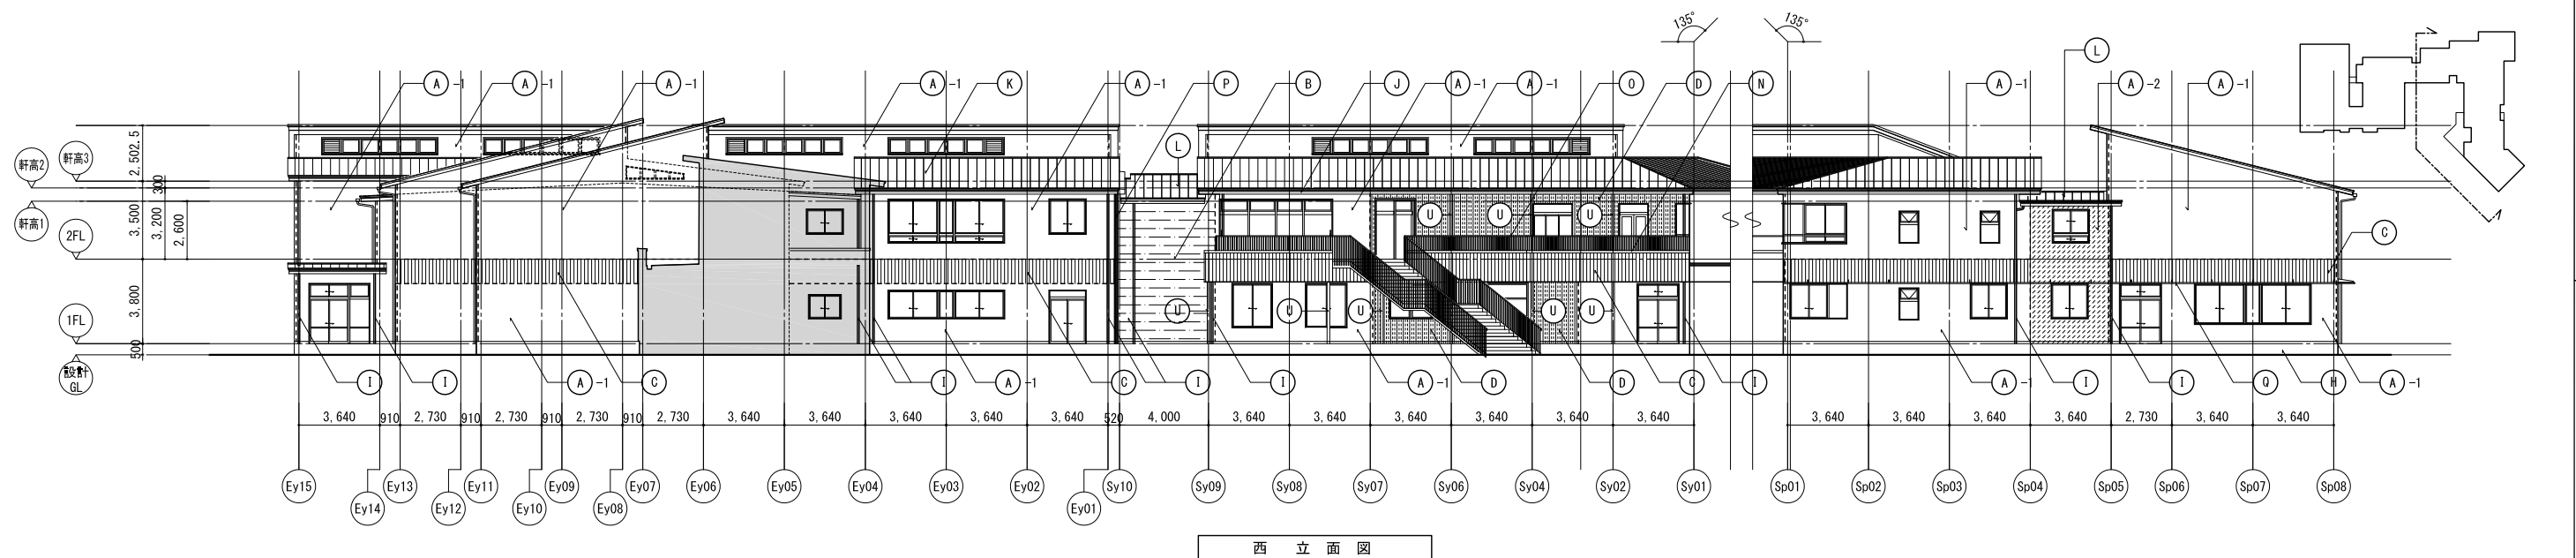 135° 135°
L
A -1 A -1 A -1 A -1 K A -1 P B J A -1 A -1 O D N A -1 A -2 A -1
L
軒高2 軒高3
軒高1
2FL
1FL
設計
GL
2,502.5
300
3,500
3,200
2,600
3,800
500
U U U
C
U U U U U
I I A -1 C I A -1 C I I A -1 D D C I A -1 I I Q H A -1
3,640 910 2,730 910 2,730 910 2,730 910 2,730 3,640 3,640 3,640 3,640 3,640 520 4,000 3,640 3,640 3,640 3,640 3,640 3,640 3,640 3,640 3,640 3,640 2,730 3,640 3,640
Ey15 Ey13 Ey11 Ey09 Ey07 Ey06 Ey05 Ey04 Ey03 Ey02 Sy10 Sy09 Sy08 Sy07 Sy06 Sy04 Sy02 Sy01 Sp01 Sp02 Sp03 Sp04 Sp05 Sp06 Sp07 Sp08
Ey14 Ey12 Ey10 Ey08 Ey01
西 立 面 図